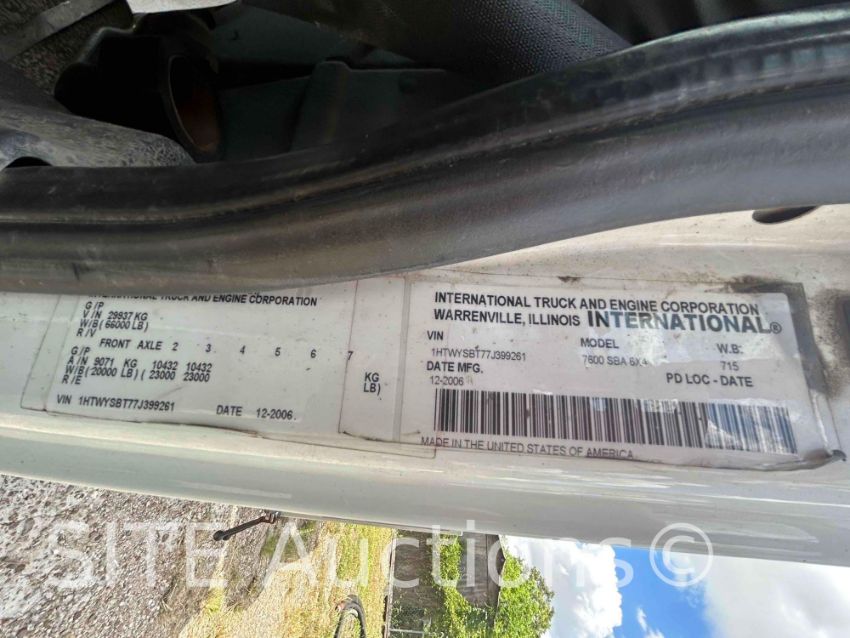 INTERNATIONAL TRUCK AND ENGINE CORPORATION
G/P
V/N 29937 KG
W/B( 66000 LB)
R/V
FRONT AXLE 2 3 4 5 6 7
G/P
A/N 9071 KG 10432 10432
W/B( 20000 LB)( 23000 23000
R/E
KG
LB)
VIN 1HTWYSBT77J399261 DATE 12-2006
INTERNATIONAL TRUCK AND ENGINE CORPORATION
WARRENVILLE, ILLINOIS INTERNATIONAL®
VIN MODEL W.B.
1HTWYSBT77J399261 7600 SBA 6X4 715
DATE MFG. PD LOC - DATE
12-2006
MADE IN THE UNITED STATES OF AMERICA
SITE Auctions ©